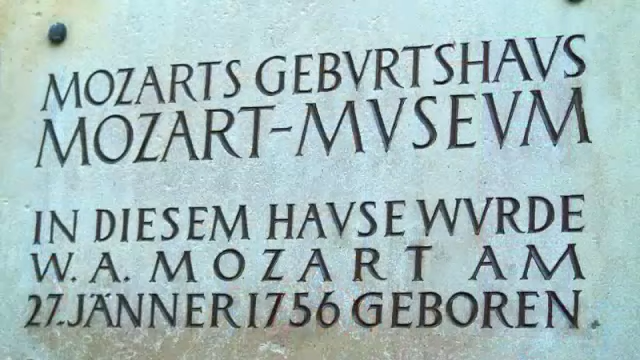 MOZARTS GEBVRTSHAVS
MOZART-MVSEVM
IN DIESEM HAVSE WVRDE
W. A. MOZART AM
27. JÄNNER 1756 GEBOREN.